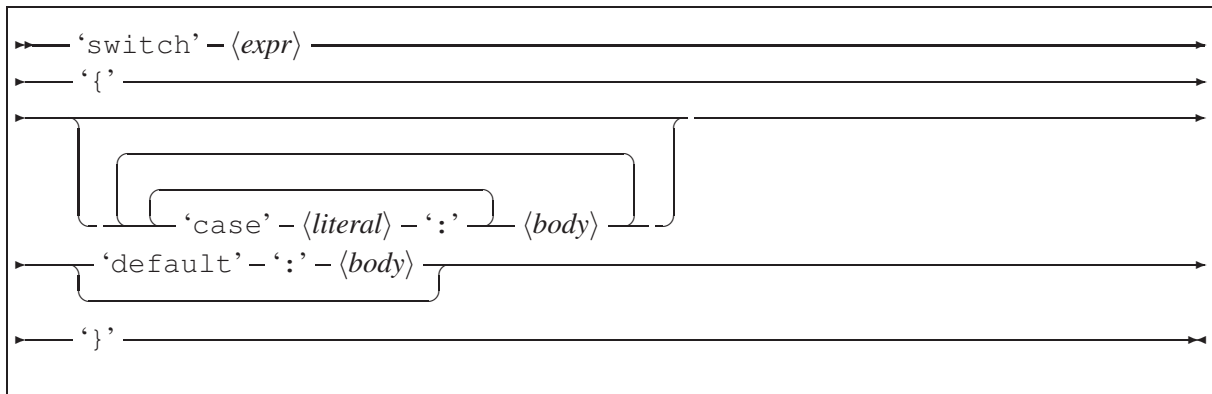 ‘switch’ ⟨expr⟩
‘{’
‘case’ ⟨literal⟩ ‘:’ ⟨body⟩
‘default’ ‘:’ ⟨body⟩
‘}’